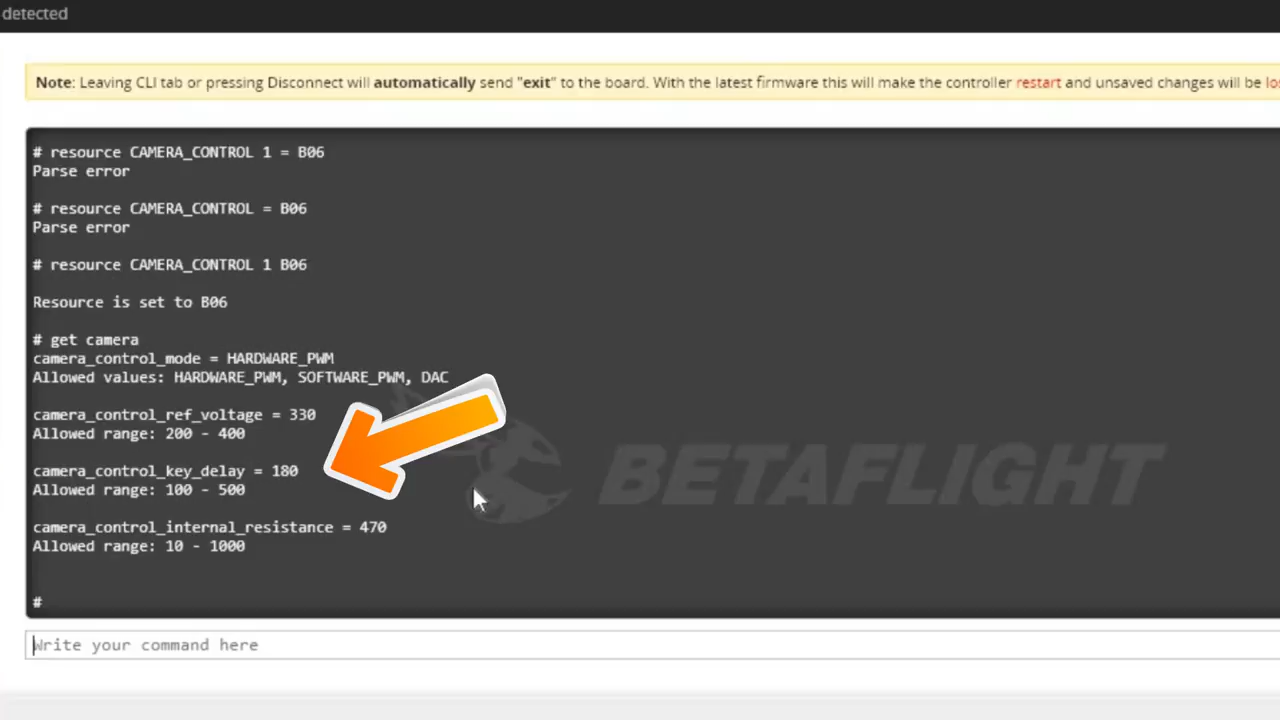 detected
Note: Leaving CLI tab or pressing Disconnect will automatically send "exit" to the board. With the latest firmware this will make the controller restart and unsaved changes will be
# resource CAMERA_CONTROL 1 = B06
Parse error
# resource CAMERA_CONTROL = B06
Parse error
# resource CAMERA_CONTROL 1 B06
Resource is set to B06
# get camera
camera_control_mode = HARDWARE_PWM
Allowed values: HARDWARE_PWM, SOFTWARE_PWM, DAC
camera_control_ref_voltage = 330
Allowed range: 200 - 400
camera_control_key_delay = 180
Allowed range: 100 - 500
BETAFLIGHT
camera_control_internal_resistance = 470
Allowed range: 10 - 1000
#
Write your command here